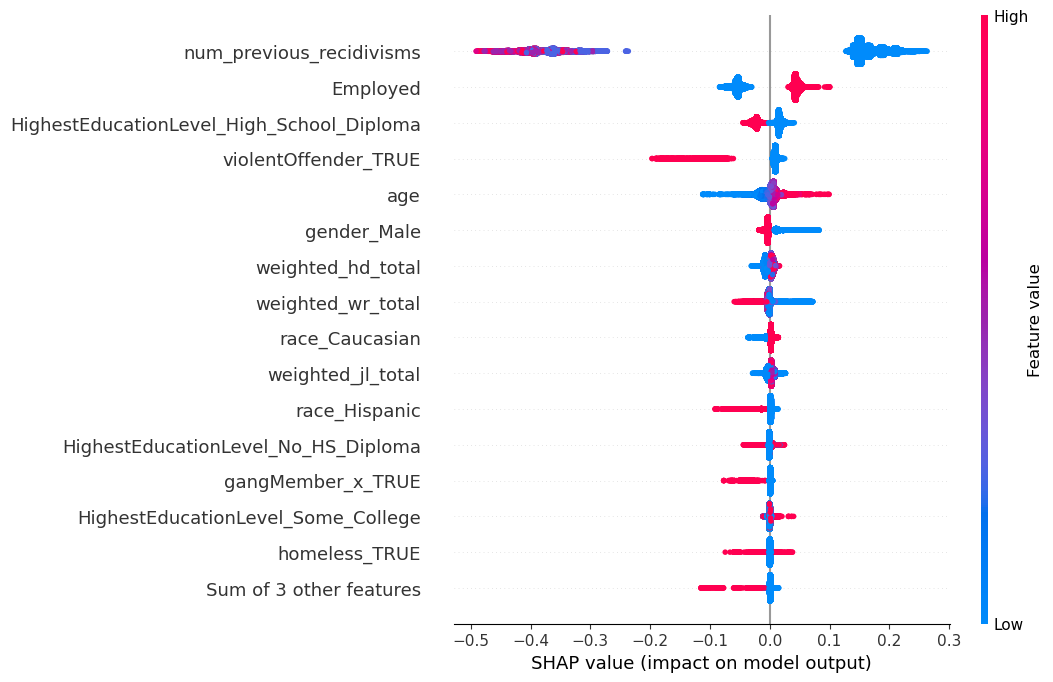 High
num_previous_recidivisms
Employed
HighestEducationLevel_High_School_Diploma
violentOffender_TRUE
age
gender_Male
weighted_hd_total
weighted_wr_total
race_Caucasian
weighted_jl_total
race_Hispanic
HighestEducationLevel_No_HS_Diploma
gangMember_x_TRUE
HighestEducationLevel_Some_College
homeless_TRUE
Sum of 3 other features
Feature value
Low
−0.5 −0.4 −0.3 −0.2 −0.1 0.0 0.1 0.2 0.3
SHAP value (impact on model output)